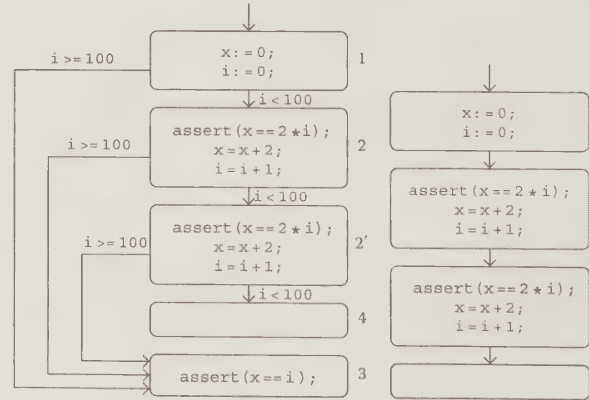 i>=100
x:=0;
i:=0;
1
i<100
i>=100
assert(x==2*i);
x=x+2;
i=i+1;
2
i<100
i>=100
assert(x==2*i);
x=x+2;
i=i+1;
2′
i<100
4
assert(x==i);
3
x:=0;
i:=0;
assert(x==2*i);
x=x+2;
i=i+1;
assert(x==2*i);
x=x+2;
i=i+1;